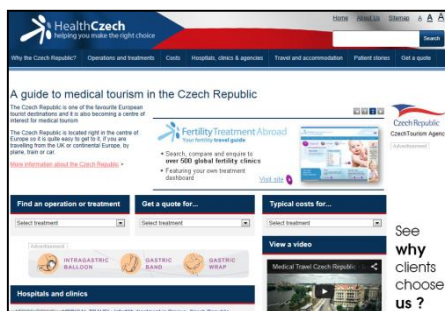 HealthCzech
helping you make the right choice
Home About Us Sitemap A A A
Search
Why the Czech Republic? Operations and treatments Costs Hospitals, clinics & agencies Travel and accommodation Patient stories Get a quote
A guide to medical tourism in the Czech Republic
The Czech Republic is one of the favourite European
tourist destinations and it is also becoming a centre of
interest for medical tourism
The Czech Republic is located right in the centre of
Europe so it is quite easy to get to it, if you are
travelling from the UK or continental Europe, by
plane, train or car.
More information about the Czech Republic »
FertilityTreatmentAbroad
Your fertility travel guide
• Search, compare and enquire to
over 500 global fertility clinics
• Featuring your own treatment
dashboard
Visit site
Czech Republic
CzechTourism Agenc
Advertisement
Find an operation or treatment
Select treatment
Get a quote for...
Select treatment
Typical costs for...
Select treatment
Advertisement
INTRAGASTRIC
BALLOON
GASTRIC
BAND
GASTRIC
WRAP
View a video
Medical Travel Czech Republic
Hospitals and clinics
See
why
clients
choose
us ?